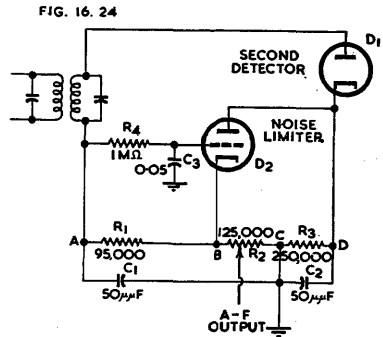 FIG. 16.24
D1
SECOND
DETECTOR
NOISE
LIMITER
R4
1MΩ
C3
0·05
D2
A
R1
95,000
B
125,000
R2
C
R3
250,000
D
C1
50μμF
C2
50μμF
A-F
OUTPUT